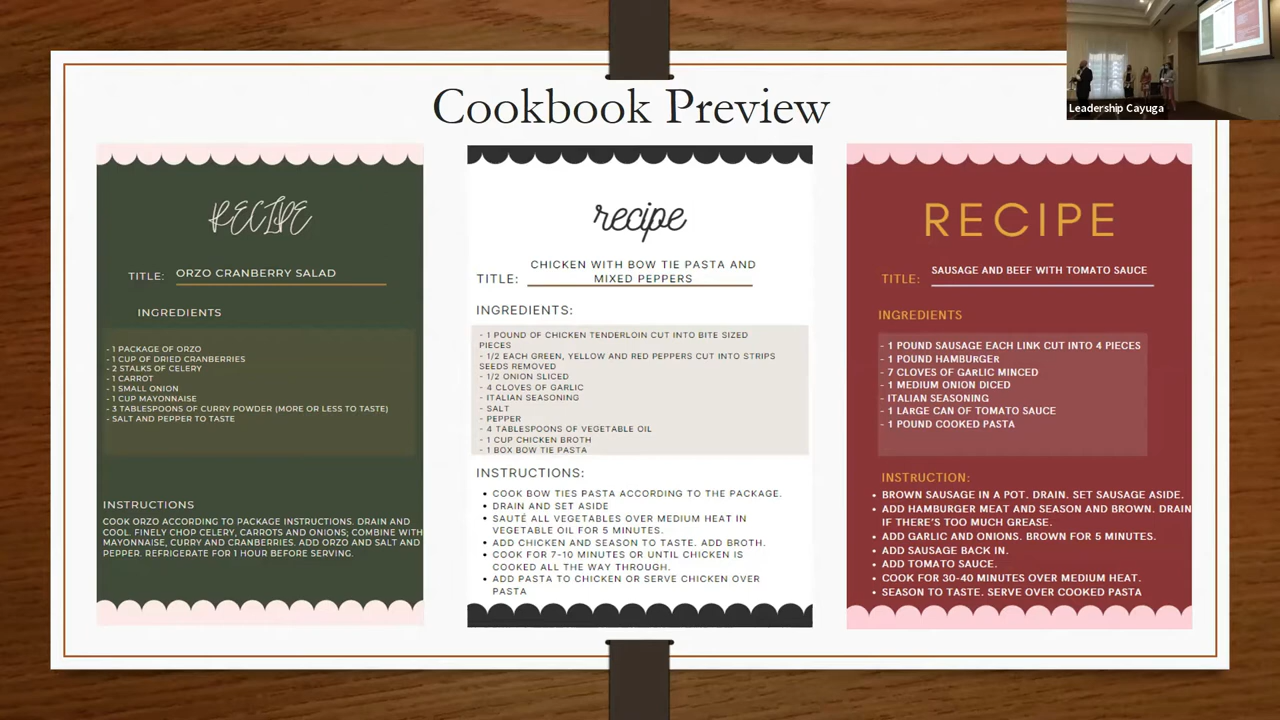 Leadership Cayuga
Cookbook Preview
RECIPE
TITLE: ORZO CRANBERRY SALAD
INGREDIENTS
- 1 PACKAGE OF ORZO
- 1 CUP OF DRIED CRANBERRIES
- 2 STALKS OF CELERY
- 1 CARROT
- 1 SMALL ONION
- 1 CUP MAYONNAISE
- 3 TABLESPOONS OF CURRY POWDER (MORE OR LESS TO TASTE)
- SALT AND PEPPER TO TASTE
INSTRUCTIONS
COOK ORZO ACCORDING TO PACKAGE INSTRUCTIONS. DRAIN AND
COOL. FINELY CHOP CELERY, CARROTS AND ONIONS; COMBINE WITH
MAYONNAISE, CURRY AND CRANBERRIES. ADD ORZO AND SALT AND
PEPPER. REFRIGERATE FOR 1 HOUR BEFORE SERVING.
recipe
CHICKEN WITH BOW TIE PASTA AND
TITLE: MIXED PEPPERS
INGREDIENTS:
- 1 POUND OF CHICKEN TENDERLOIN CUT INTO BITE SIZED
PIECES
- 1/2 EACH GREEN, YELLOW AND RED PEPPERS CUT INTO STRIPS
SEEDS REMOVED
- 1/2 ONION SLICED
- 4 CLOVES OF GARLIC
- ITALIAN SEASONING
- SALT
- PEPPER
- 4 TABLESPOONS OF VEGETABLE OIL
- 1 CUP CHICKEN BROTH
- 1 BOX BOW TIE PASTA
INSTRUCTIONS:
• COOK BOW TIES PASTA ACCORDING TO THE PACKAGE.
• DRAIN AND SET ASIDE
• SAUTÉ ALL VEGETABLES OVER MEDIUM HEAT IN
VEGETABLE OIL FOR 5 MINUTES.
• ADD CHICKEN AND SEASON TO TASTE. ADD BROTH.
• COOK FOR 7-10 MINUTES OR UNTIL CHICKEN IS
COOKED ALL THE WAY THROUGH.
• ADD PASTA TO CHICKEN OR SERVE CHICKEN OVER
PASTA
RECIPE
TITLE: SAUSAGE AND BEEF WITH TOMATO SAUCE
INGREDIENTS
- 1 POUND SAUSAGE EACH LINK CUT INTO 4 PIECES
- 1 POUND HAMBURGER
- 7 CLOVES OF GARLIC MINCED
- 1 MEDIUM ONION DICED
- ITALIAN SEASONING
- 1 LARGE CAN OF TOMATO SAUCE
- 1 POUND COOKED PASTA
INSTRUCTION:
• BROWN SAUSAGE IN A POT. DRAIN. SET SAUSAGE ASIDE.
• ADD HAMBURGER MEAT AND SEASON AND BROWN. DRAIN
IF THERE'S TOO MUCH GREASE.
• ADD GARLIC AND ONIONS. BROWN FOR 5 MINUTES.
• ADD SAUSAGE BACK IN.
• ADD TOMATO SAUCE.
• COOK FOR 30-40 MINUTES OVER MEDIUM HEAT.
• SEASON TO TASTE. SERVE OVER COOKED PASTA